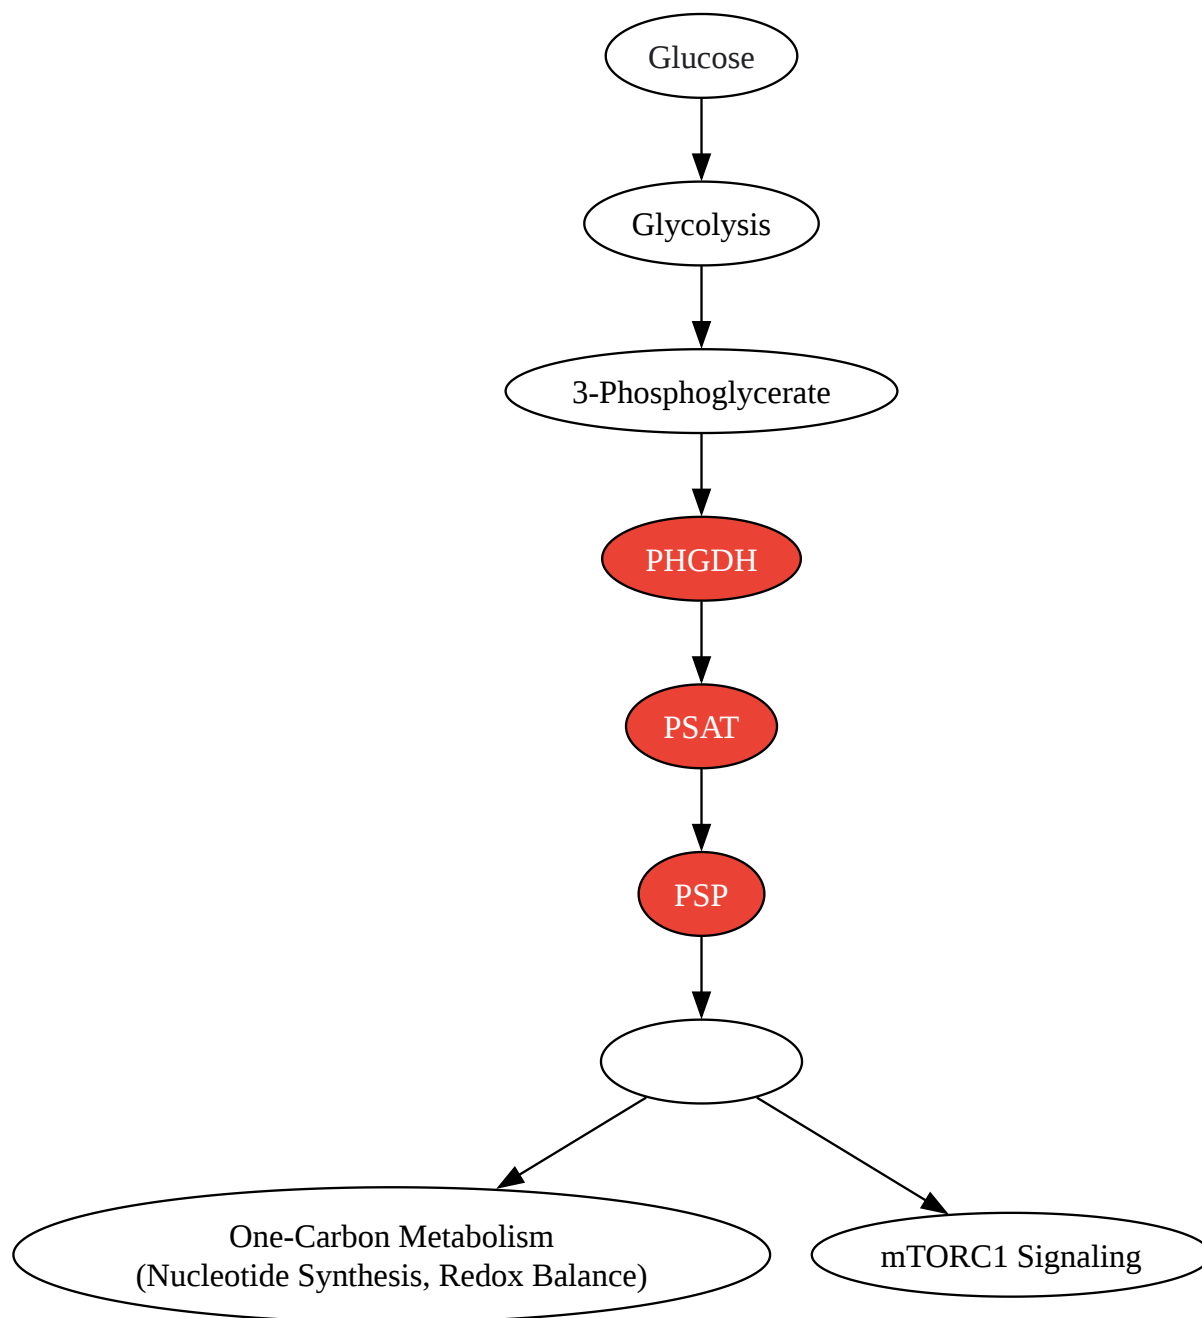 Glucose
Glycolysis
3-Phosphoglycerate
PHGDH
PSAT
PSP
One-Carbon Metabolism
(Nucleotide Synthesis, Redox Balance)
mTORC1 Signaling